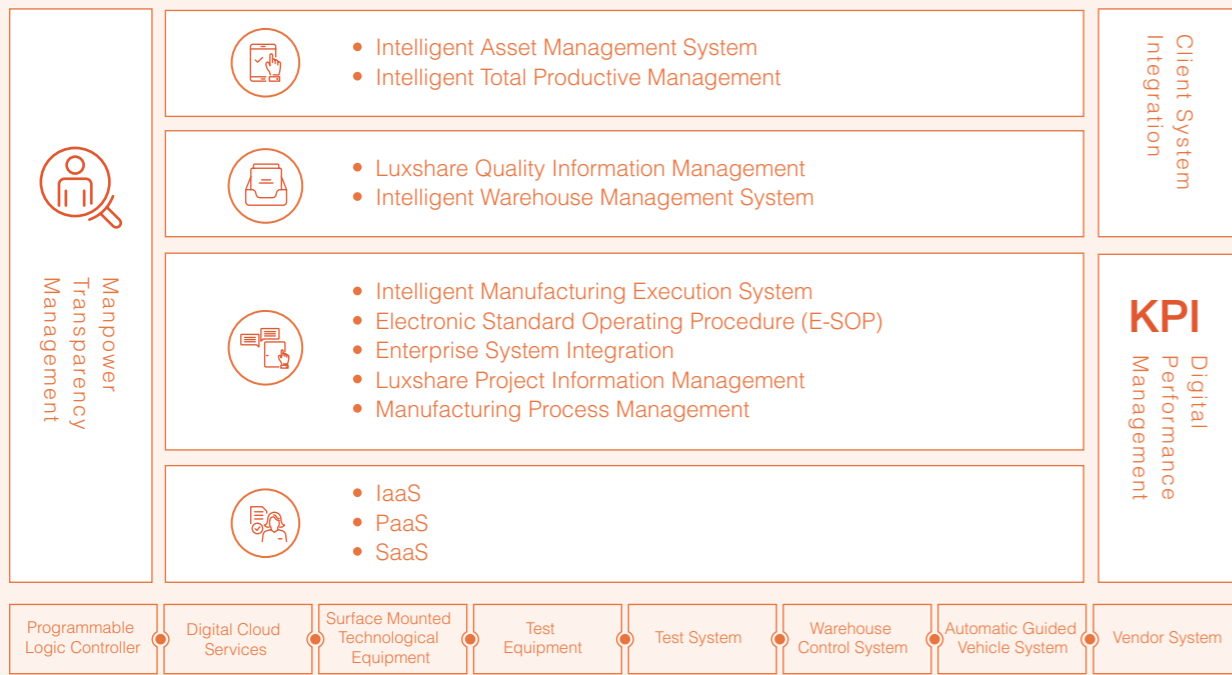 Manpower
Transparency
Management
• Intelligent Asset Management System
• Intelligent Total Productive Management
• Luxshare Quality Information Management
• Intelligent Warehouse Management System
• Intelligent Manufacturing Execution System
• Electronic Standard Operating Procedure (E-SOP)
• Enterprise System Integration
• Luxshare Project Information Management
• Manufacturing Process Management
• IaaS
• PaaS
• SaaS
Client System
Integration
KPI
Digital
Performance
Management
Programmable
Logic Controller
Digital Cloud
Services
Surface Mounted
Technological
Equipment
Test
Equipment
Test System
Warehouse
Control System
Automatic Guided
Vehicle System
Vendor System